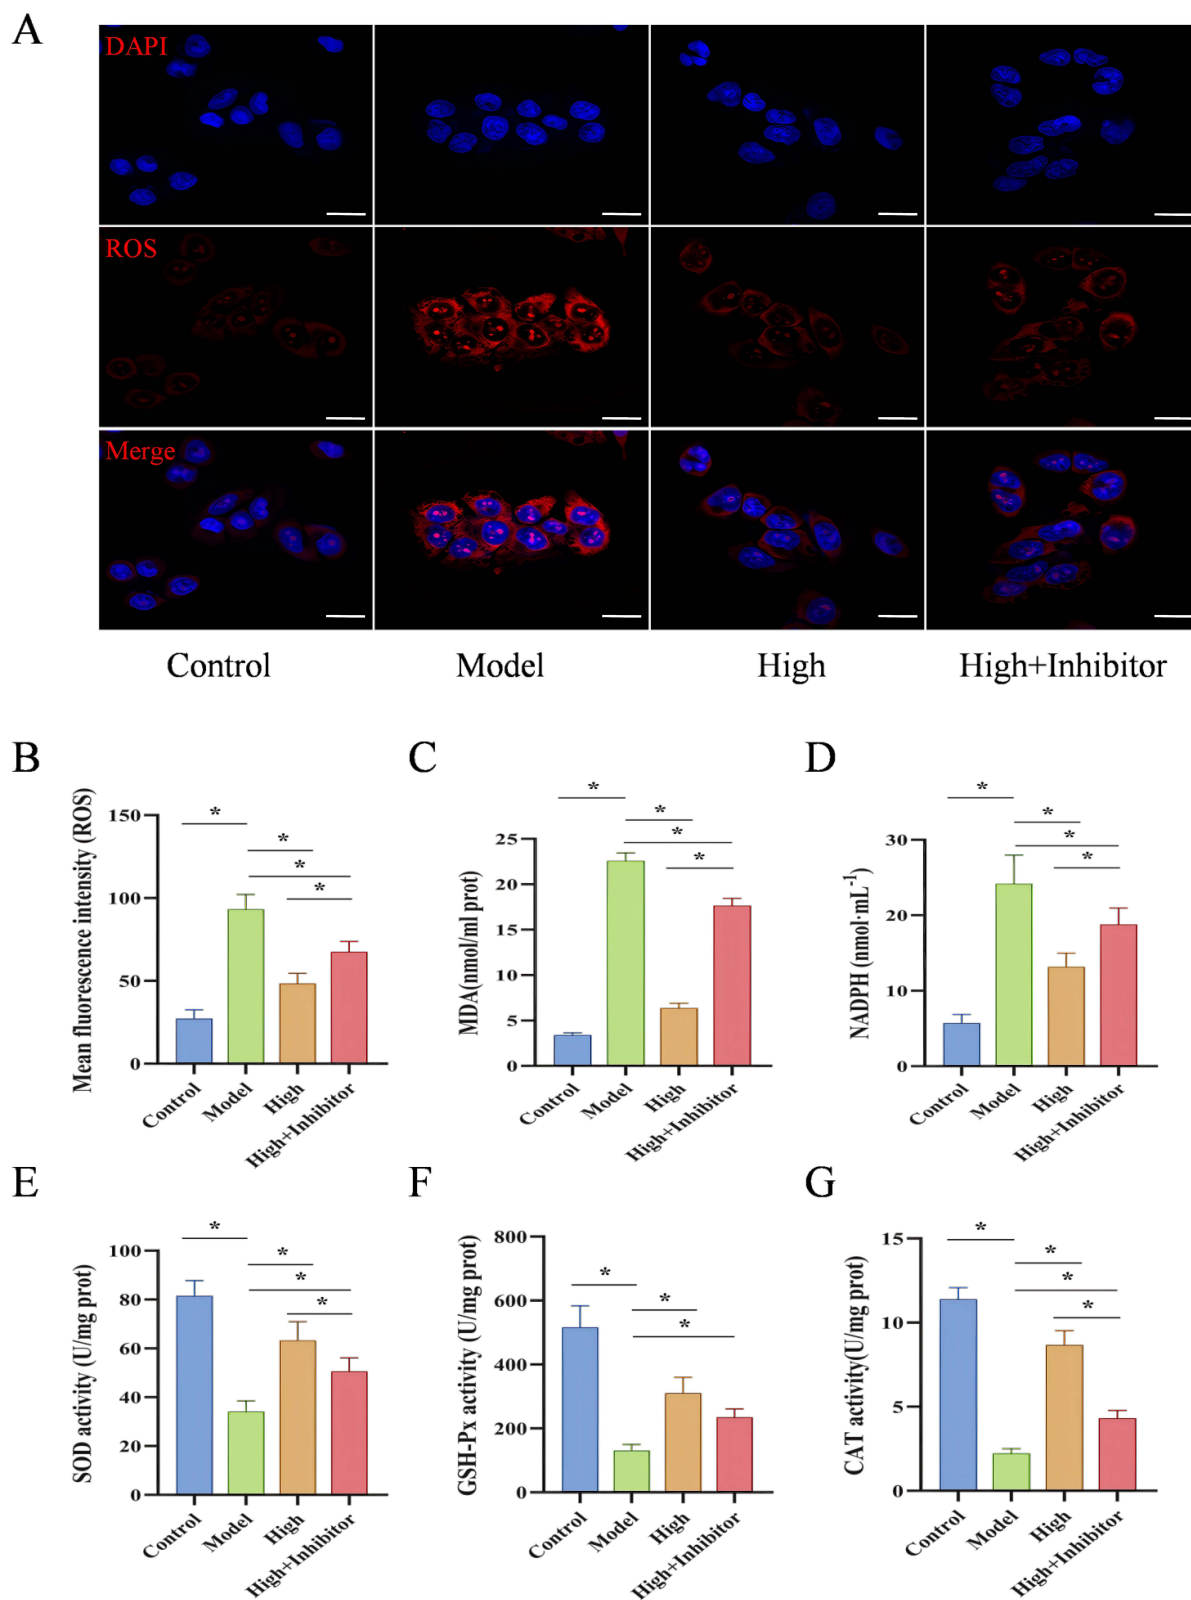 A
DAPI
ROS
Merge
Control Model High High+Inhibitor
B
Mean fluorescence intensity (ROS)
150
100
50
0
* * * *
Control Model High High+Inhibitor
C
MDA(nmol/ml prot)
25
20
15
10
5
0
* * * *
Control Model High High+Inhibitor
D
NADPH (nmol·mL⁻¹)
30
20
10
0
* * * *
Control Model High High+Inhibitor
E
SOD activity (U/mg prot)
100
80
60
40
20
0
* * * *
Control Model High High+Inhibitor
F
GSH-Px activity (U/mg prot)
800
600
400
200
0
* * *
Control Model High High+Inhibitor
G
CAT activity(U/mg prot)
15
10
5
0
* * * *
Control Model High High+Inhibitor